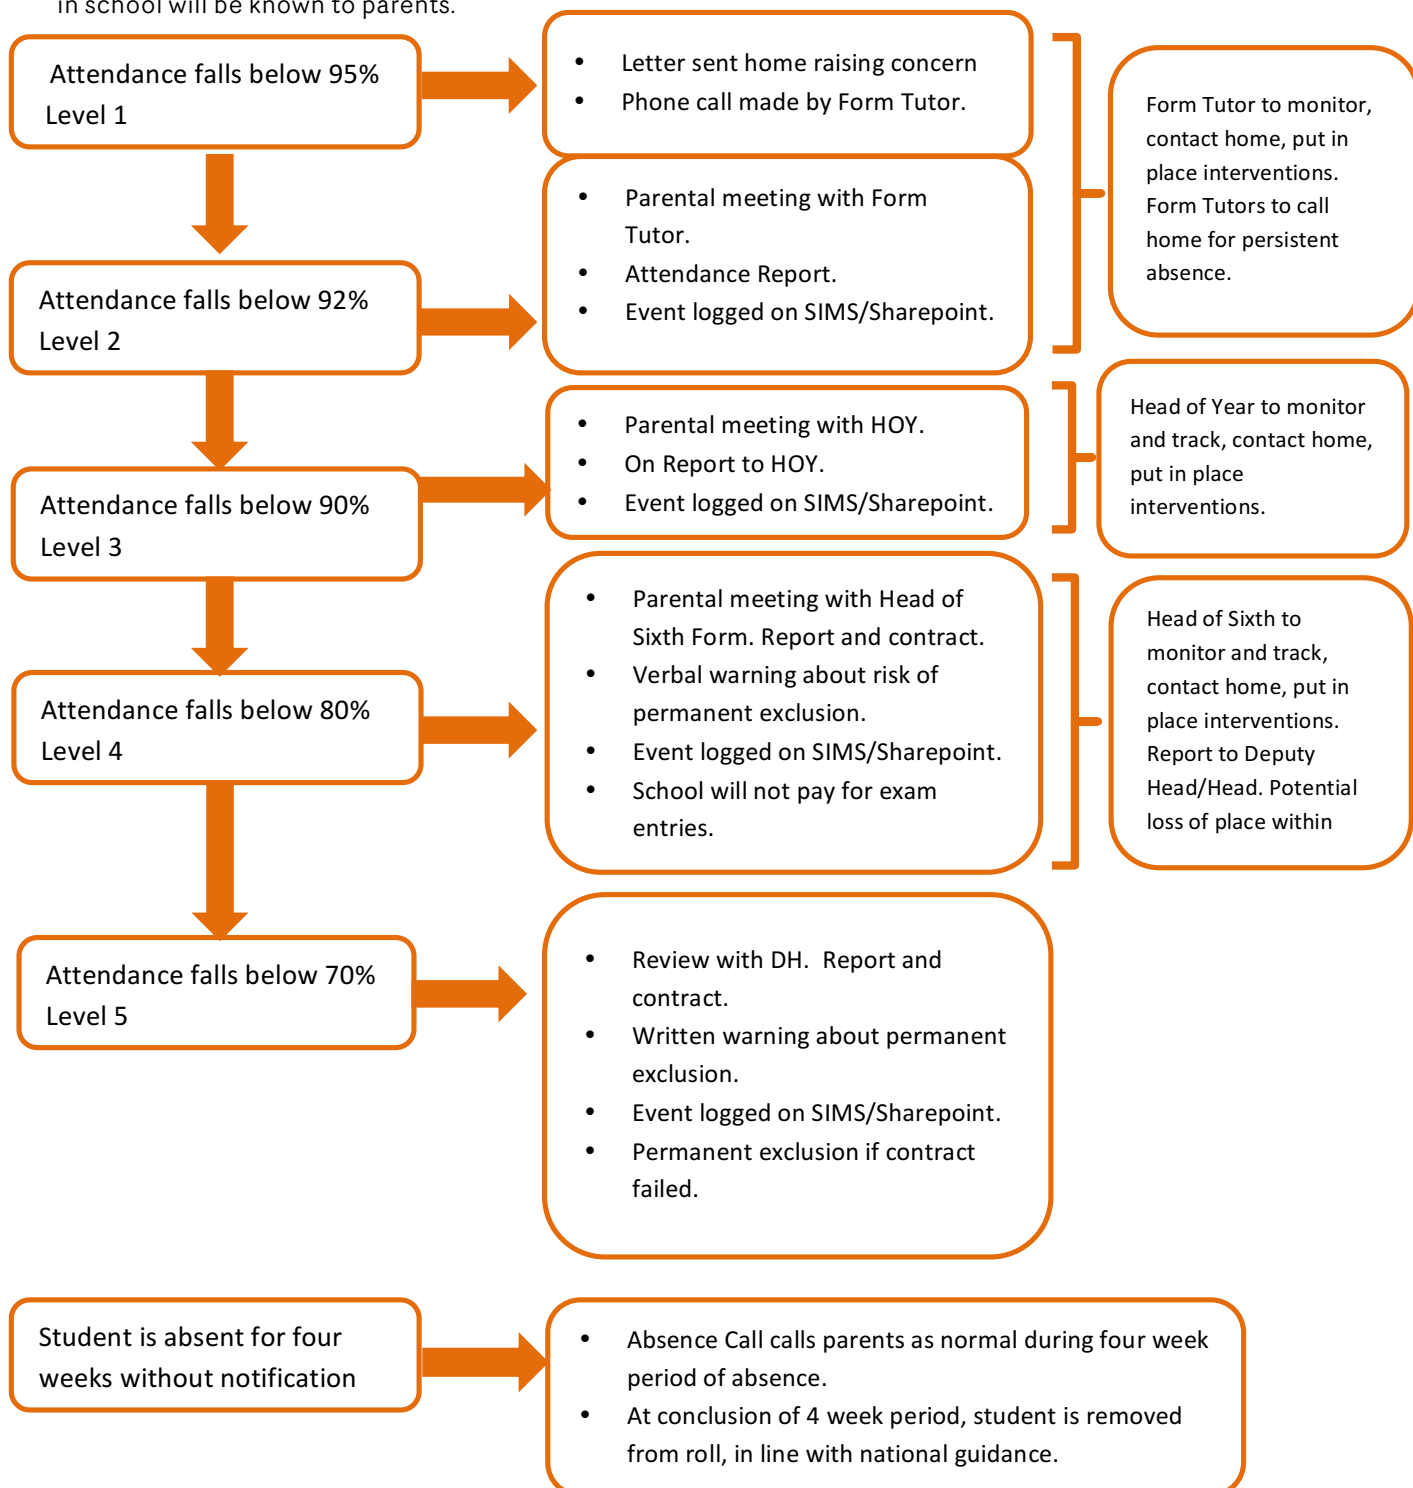 in school will be known to parents.
Attendance falls below 95%
Level 1
• Letter sent home raising concern
• Phone call made by Form Tutor.
Form Tutor to monitor,
contact home, put in
place interventions.
Form Tutors to call
home for persistent
absence.
Attendance falls below 92%
Level 2
• Parental meeting with Form
Tutor.
• Attendance Report.
• Event logged on SIMS/Sharepoint.
Attendance falls below 90%
Level 3
• Parental meeting with HOY.
• On Report to HOY.
• Event logged on SIMS/Sharepoint.
Head of Year to monitor
and track, contact home,
put in place
interventions.
Attendance falls below 80%
Level 4
• Parental meeting with Head of
Sixth Form. Report and contract.
• Verbal warning about risk of
permanent exclusion.
• Event logged on SIMS/Sharepoint.
• School will not pay for exam
entries.
Head of Sixth to
monitor and track,
contact home, put in
place interventions.
Report to Deputy
Head/Head. Potential
loss of place within
Attendance falls below 70%
Level 5
• Review with DH.  Report and
contract.
• Written warning about permanent
exclusion.
• Event logged on SIMS/Sharepoint.
• Permanent exclusion if contract
failed.
Student is absent for four
weeks without notification
• Absence Call calls parents as normal during four week
period of absence.
• At conclusion of 4 week period, student is removed
from roll, in line with national guidance.